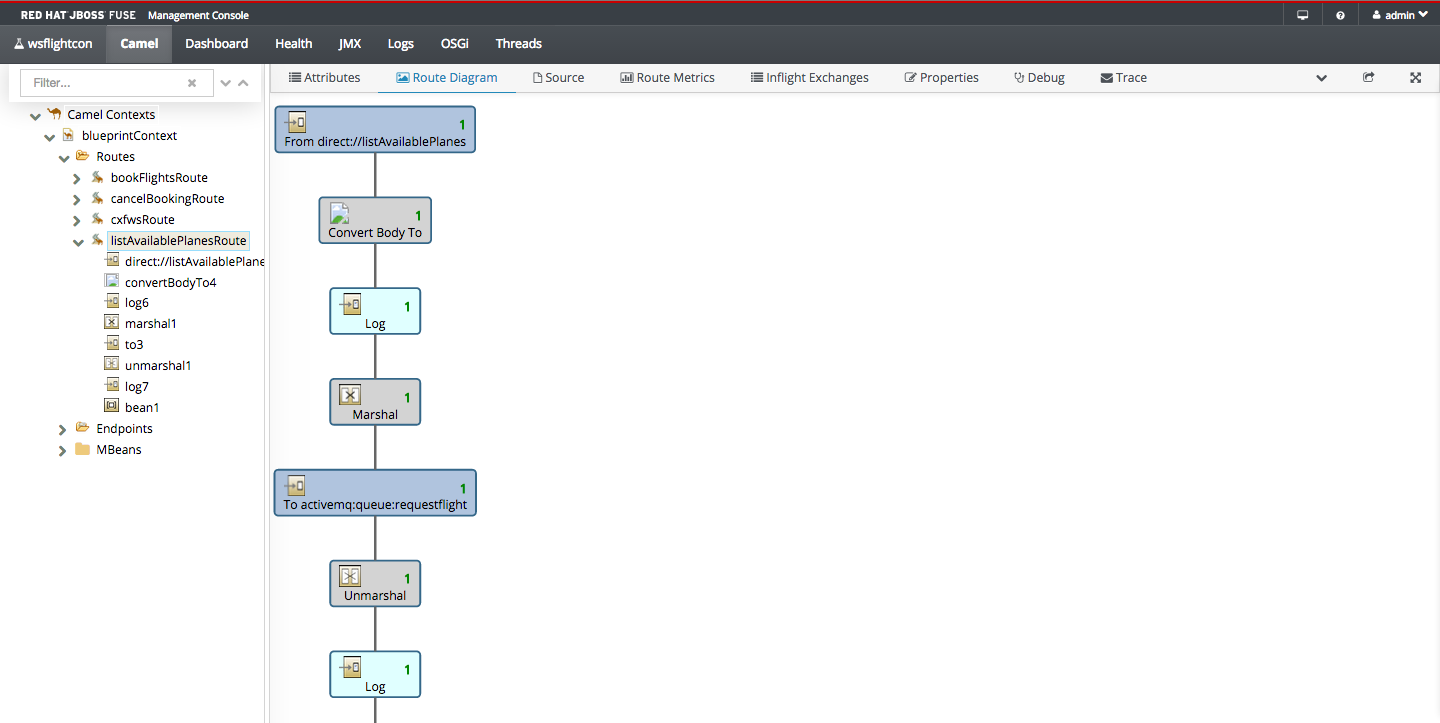 RED HAT JBOSS FUSE Management Console
admin
wsflightcon Camel Dashboard Health JMX Logs OSGi Threads
Filter...
Attributes Route Diagram Source Route Metrics Inflight Exchanges Properties Debug Trace
Camel Contexts
blueprintContext
Routes
bookFlightsRoute
cancelBookingRoute
cxfwsRoute
listAvailablePlanesRoute
direct://listAvailablePlane
convertBodyTo4
log6
marshal1
to3
unmarshal1
log7
bean1
Endpoints
MBeans
1
From direct://listAvailablePlanes
1
Convert Body To
1
Log
1
Marshal
1
To activemq:queue:requestflight
1
Unmarshal
1
Log